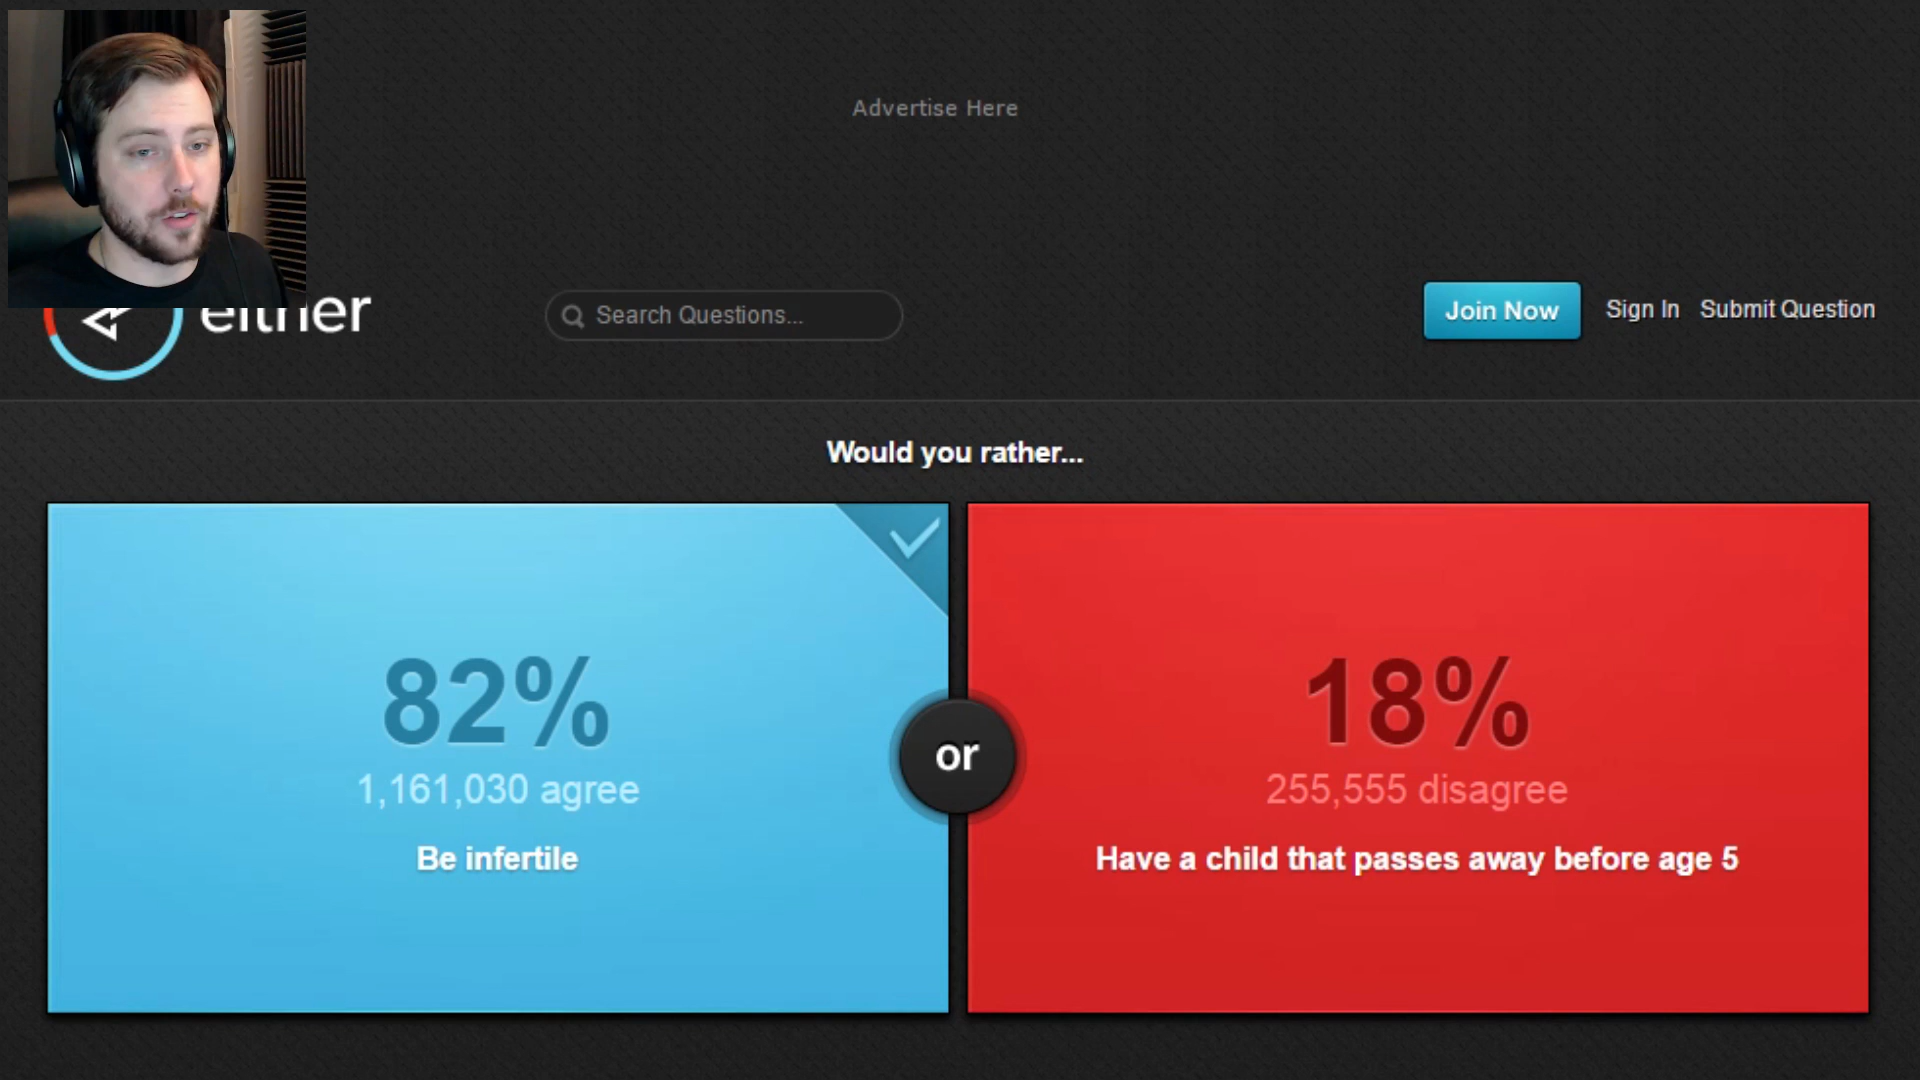 Advertise Here
either
Search Questions...
Join Now
Sign In
Submit Question
Would you rather...
82%
1,161,030 agree
Be infertile
or
18%
255,555 disagree
Have a child that passes away before age 5